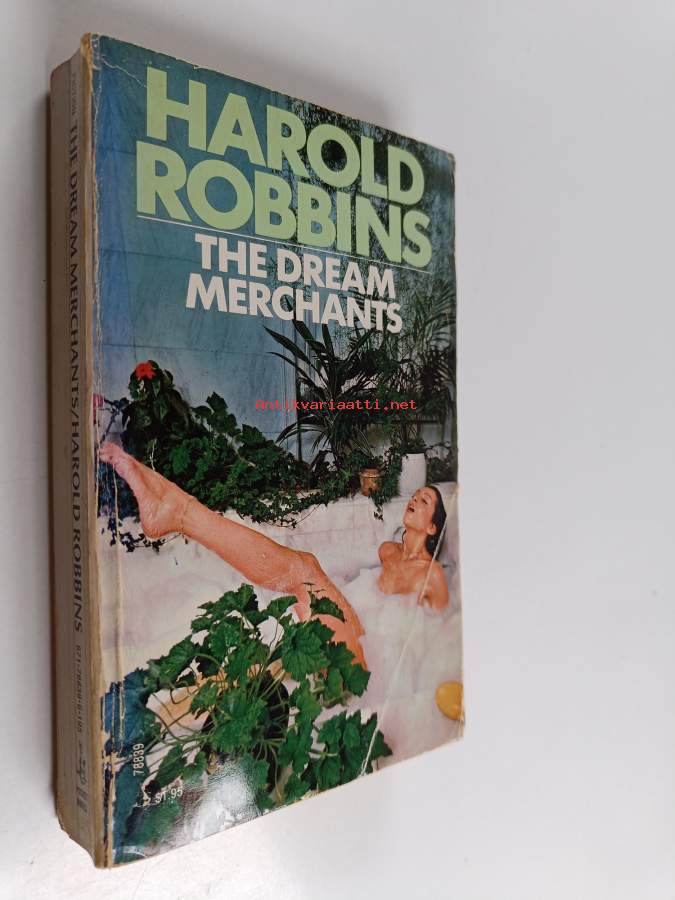 HAROLD
ROBBINS
THE DREAM
MERCHANTS
Antikvariaatti.net
78839
$1.95
THE DREAM MERCHANTS/HAROLD ROBBINS